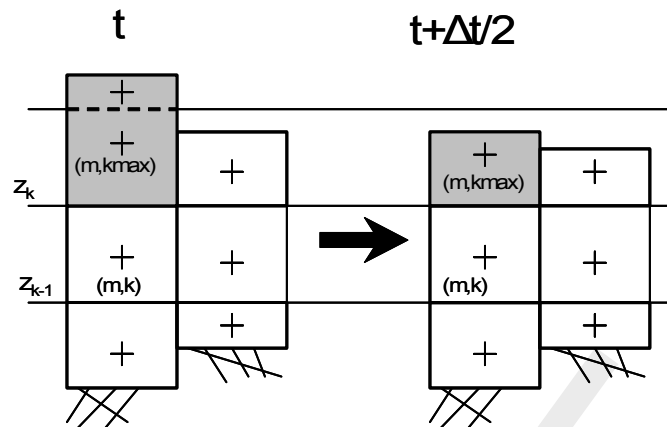 t t+Δt/2
(m,kmax) (m,kmax)
z_k
(m,k) (m,k)
z_k-1